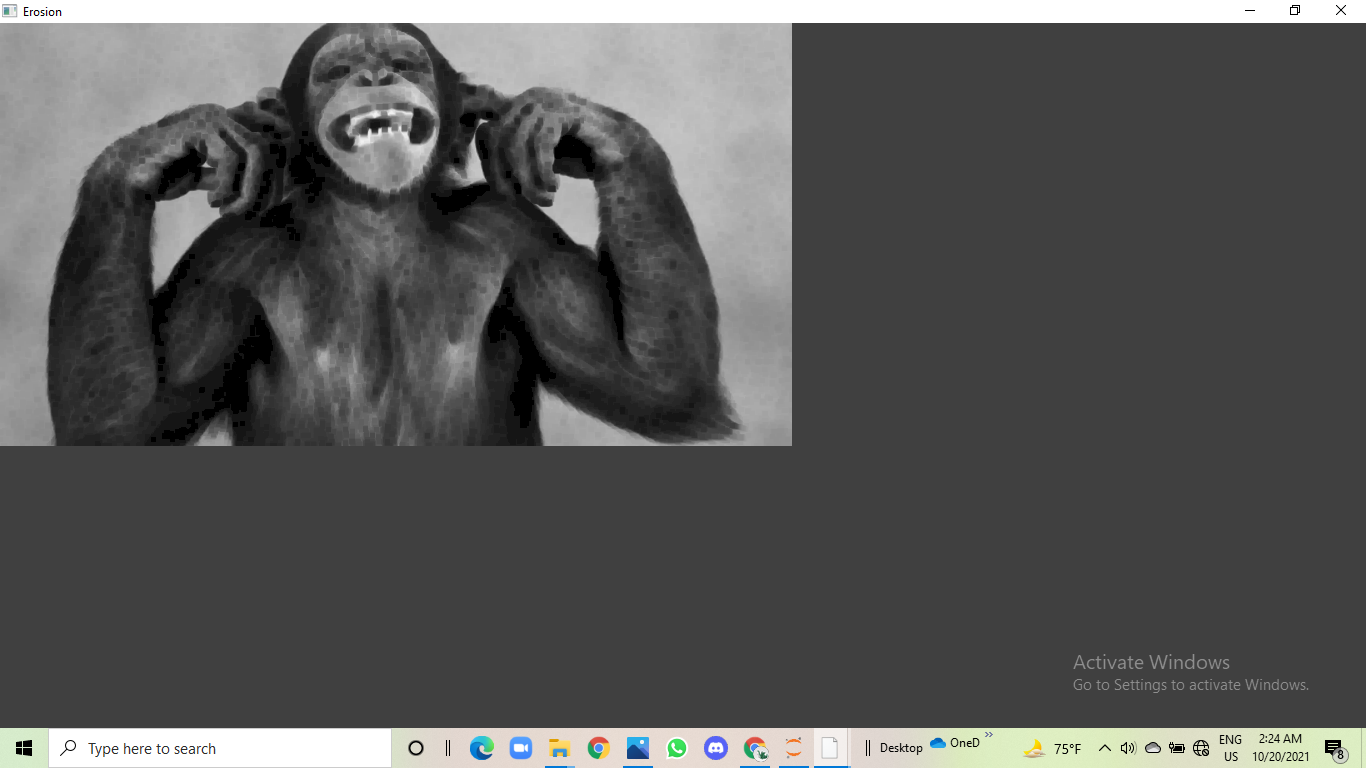 Erosion
Activate Windows
Go to Settings to activate Windows.
Type here to search
Desktop
OneD
75°F
ENG
US
2:24 AM
10/20/2021
8